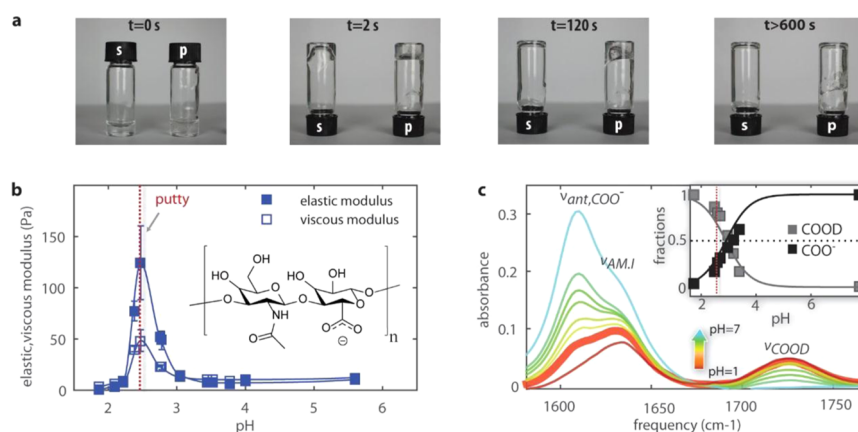 a
t=0 s
t=2 s
t=120 s
t>600 s
s
p
s
p
s
p
s
p
b
putty
elastic modulus
viscous modulus
elastic,viscous modulus (Pa)
150
100
50
0
2
3
4
5
6
pH
HO
OH
O
HO
O
NH
O
OH
OH
O
O
O
O
⊖
n
c
νant,COO-
νAM.I
νCOOD
absorbance
0.3
0.2
0.1
0
1600
1650
1700
1750
frequency (cm-1)
pH=7
pH=1
fractions
1
0.5
0
2
4
6
pH
COOD
COO-